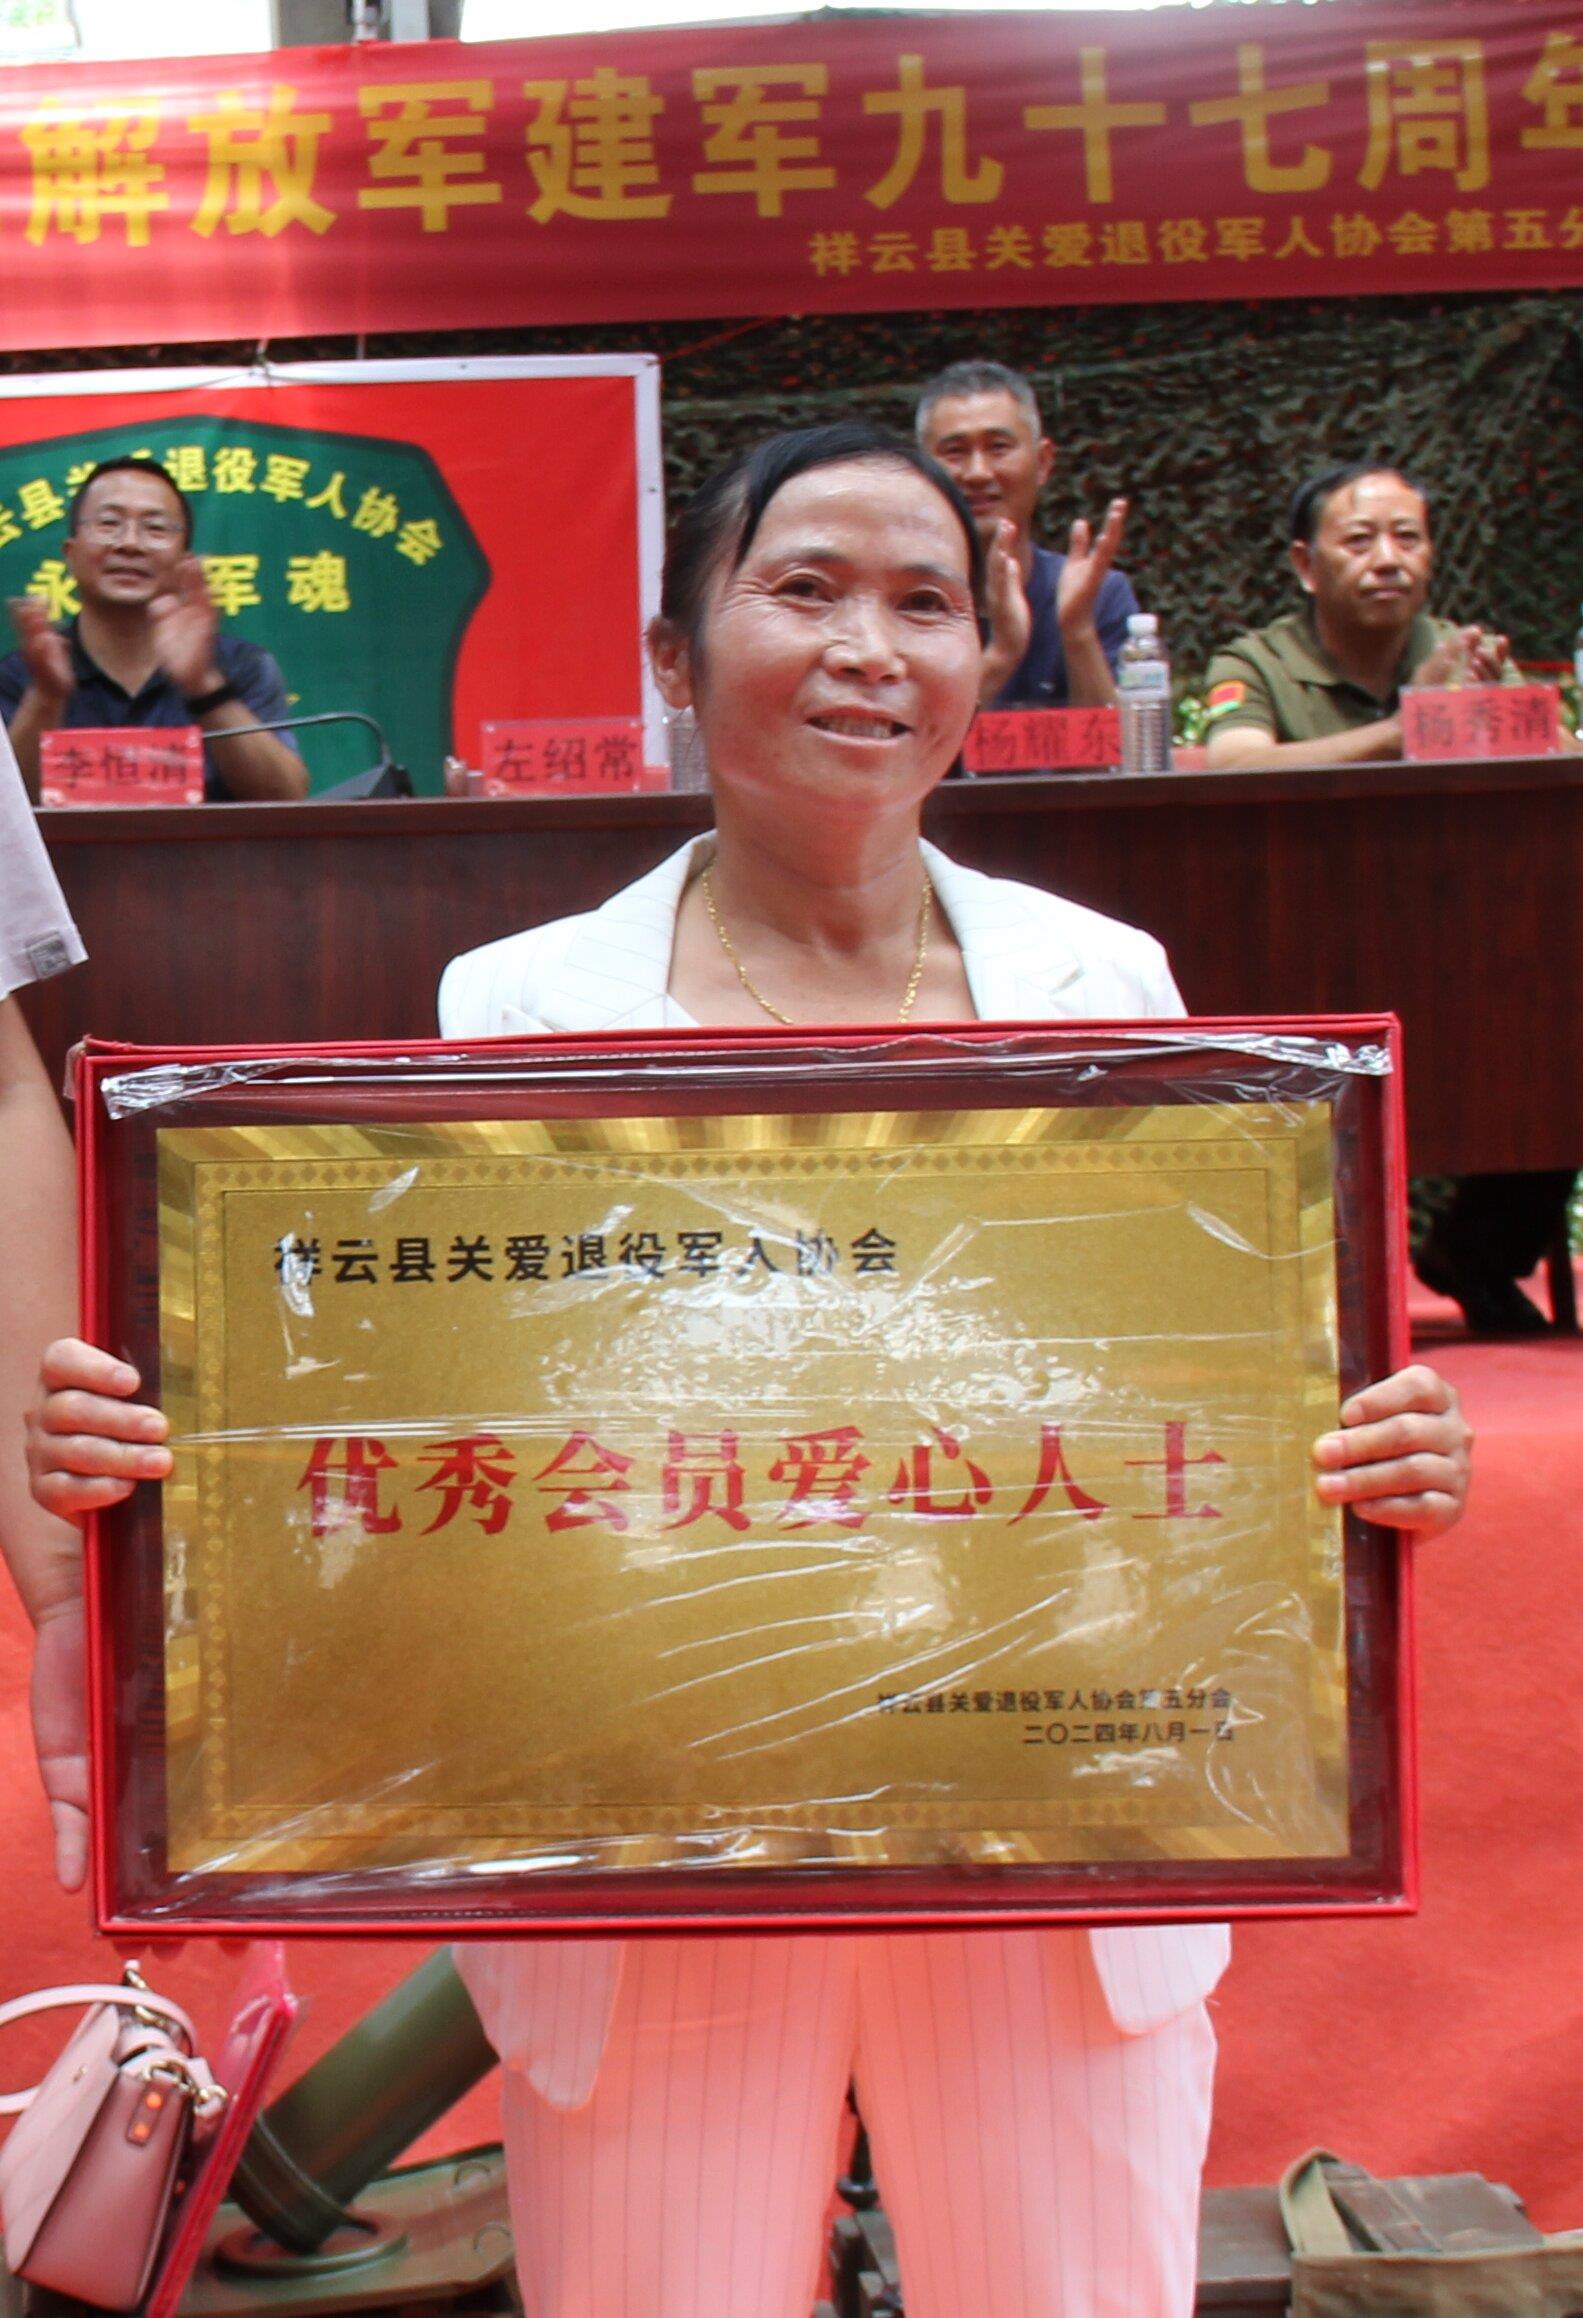 解放军建军九十七周年
祥云县关爱退役军人协会第五分
云县关爱退役军人协会
永 军魂
李恒清
左绍常
杨耀东
杨秀清
祥云县关爱退役军人协会
优秀会员爱心人士
祥云县关爱退役军人协会第五分会
二〇二四年八月一日